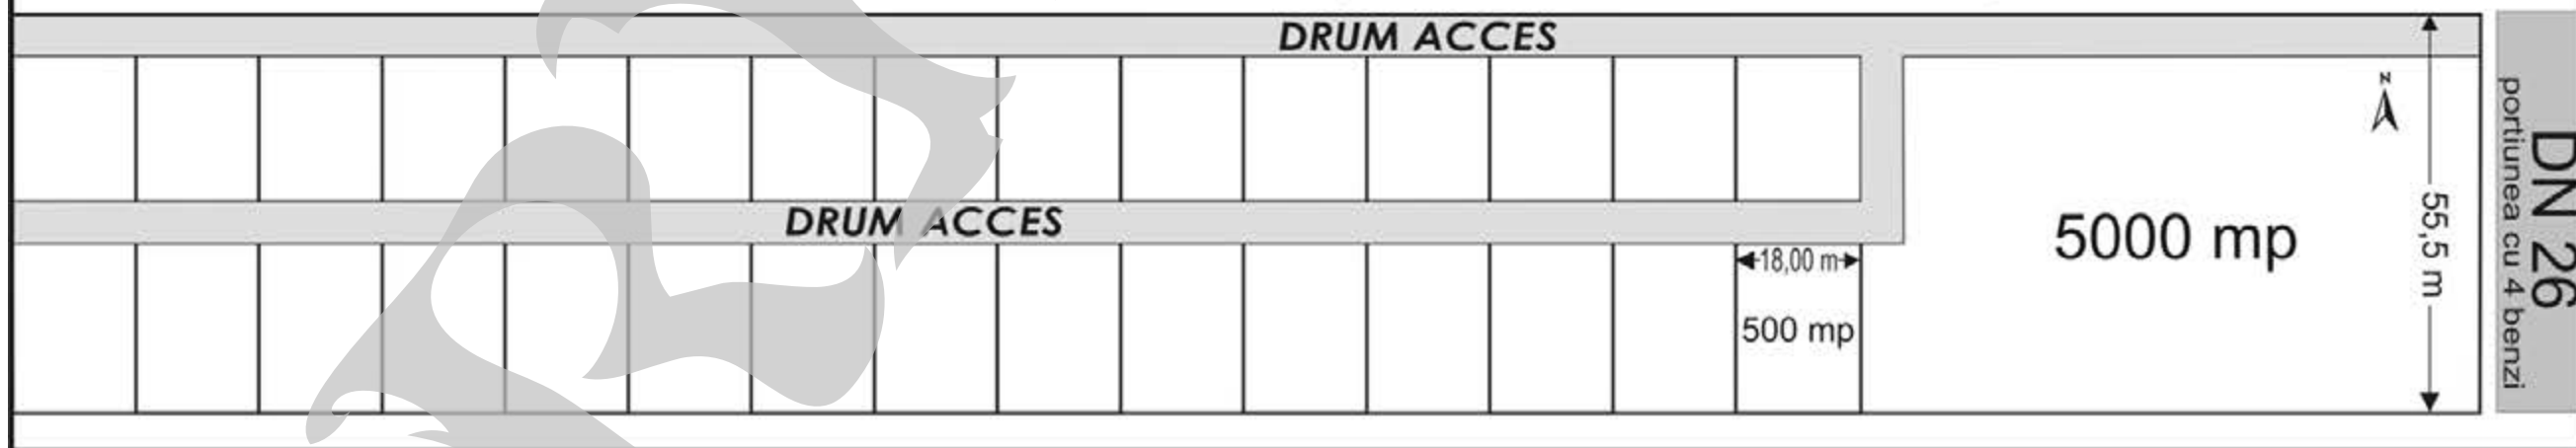 DRUM ACCES
N
DN 26
portiunea cu 4 benzi
55,5 m
5000 mp
DRUM ACCES
18,00 m
500 mp